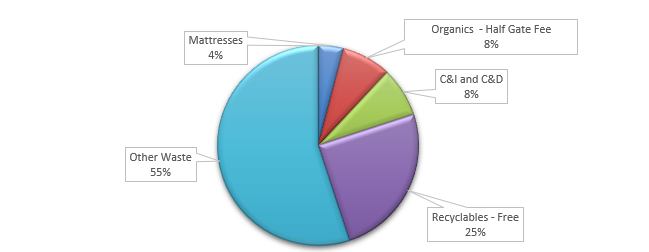 Mattresses
4%
Organics - Half Gate Fee
8%
C&I and C&D
8%
Other Waste
55%
Recyclables - Free
25%